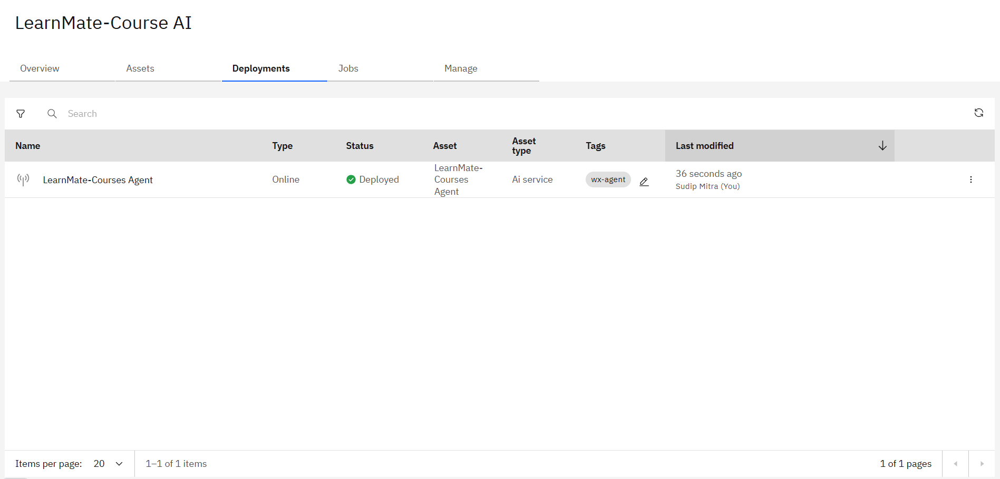 LearnMate-Course AI
Overview Assets Deployments Jobs Manage
Search
Name Type Status Asset Asset type Tags Last modified
LearnMate-Courses Agent Online Deployed LearnMate-Courses Agent Ai service wx-agent 36 seconds ago
Sudip Mitra (You)
Items per page: 20 1–1 of 1 items 1 of 1 pages